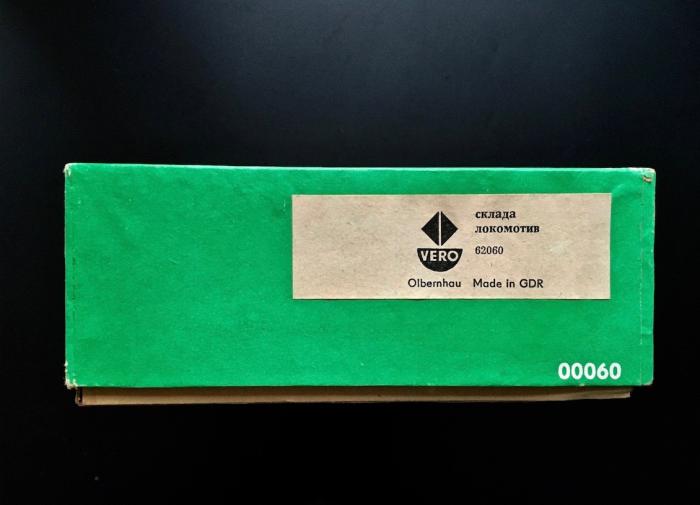 склада
локомотив
VERO
62060
Olbernhau Made in GDR
00060